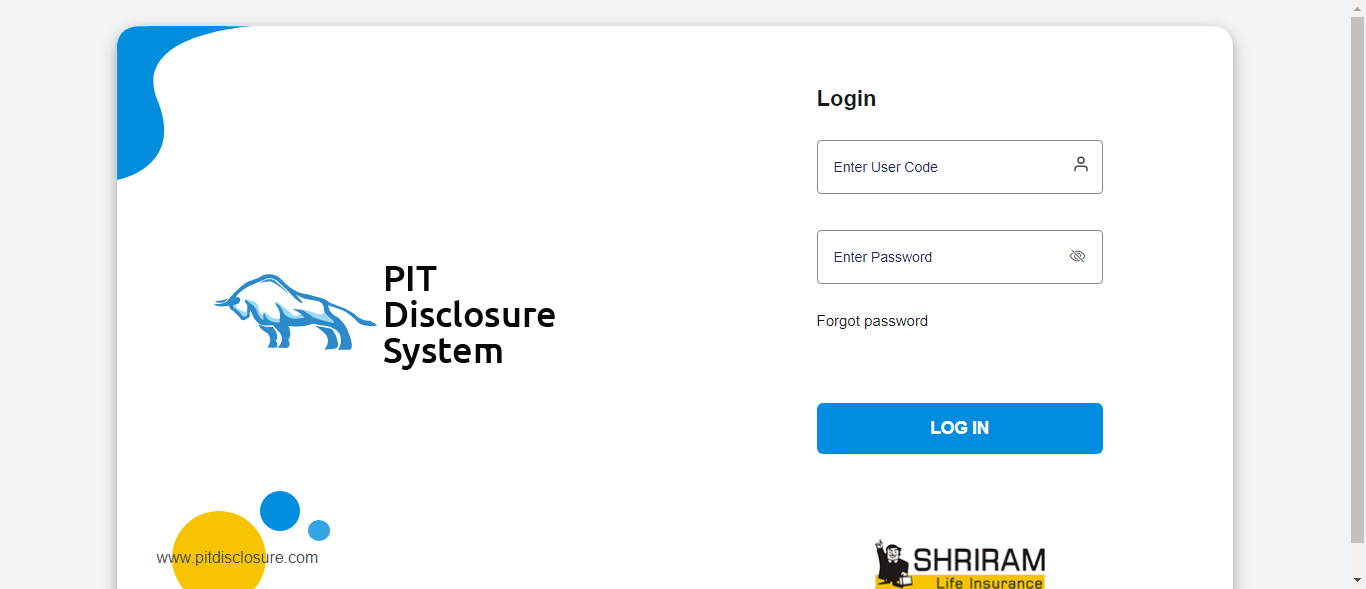 Login
Enter User Code
Enter Password
Forgot password
LOG IN
PIT
Disclosure
System
www.pitdisclosure.com
SHRIRAM
Life Insurance